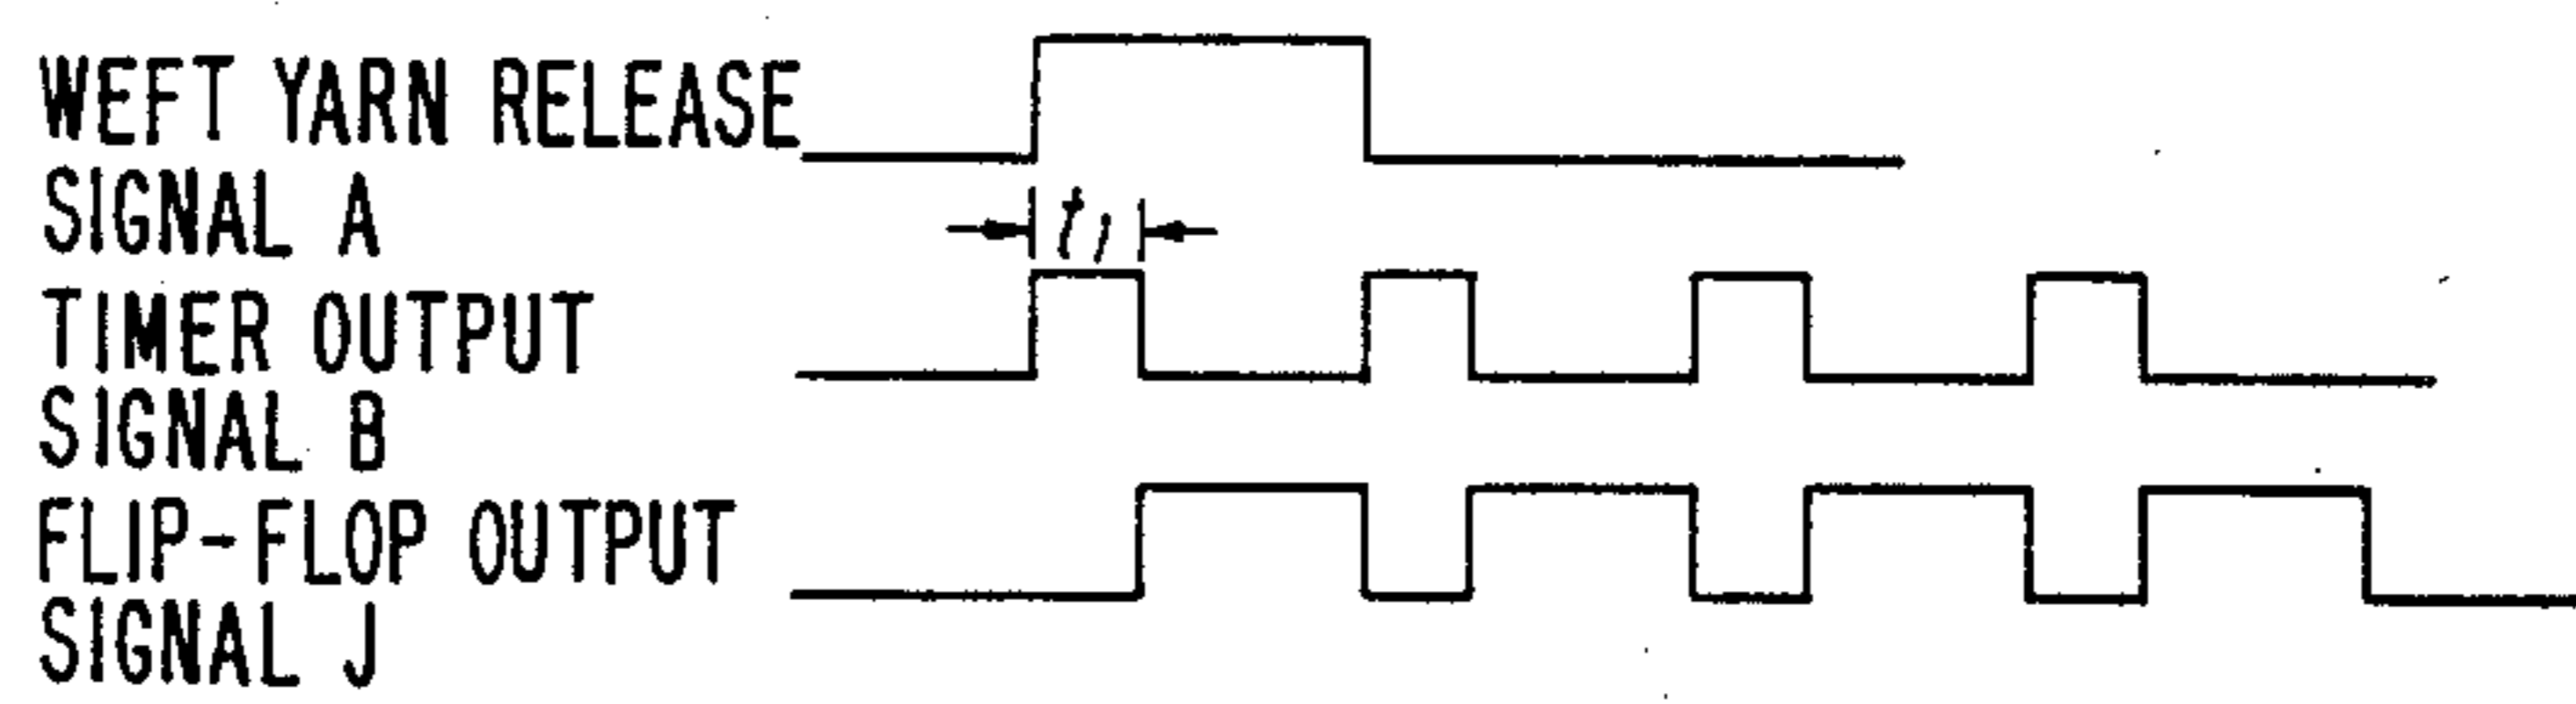 WEFT YARN RELEASE
SIGNAL A
t₁
TIMER OUTPUT
SIGNAL B
FLIP-FLOP OUTPUT
SIGNAL J